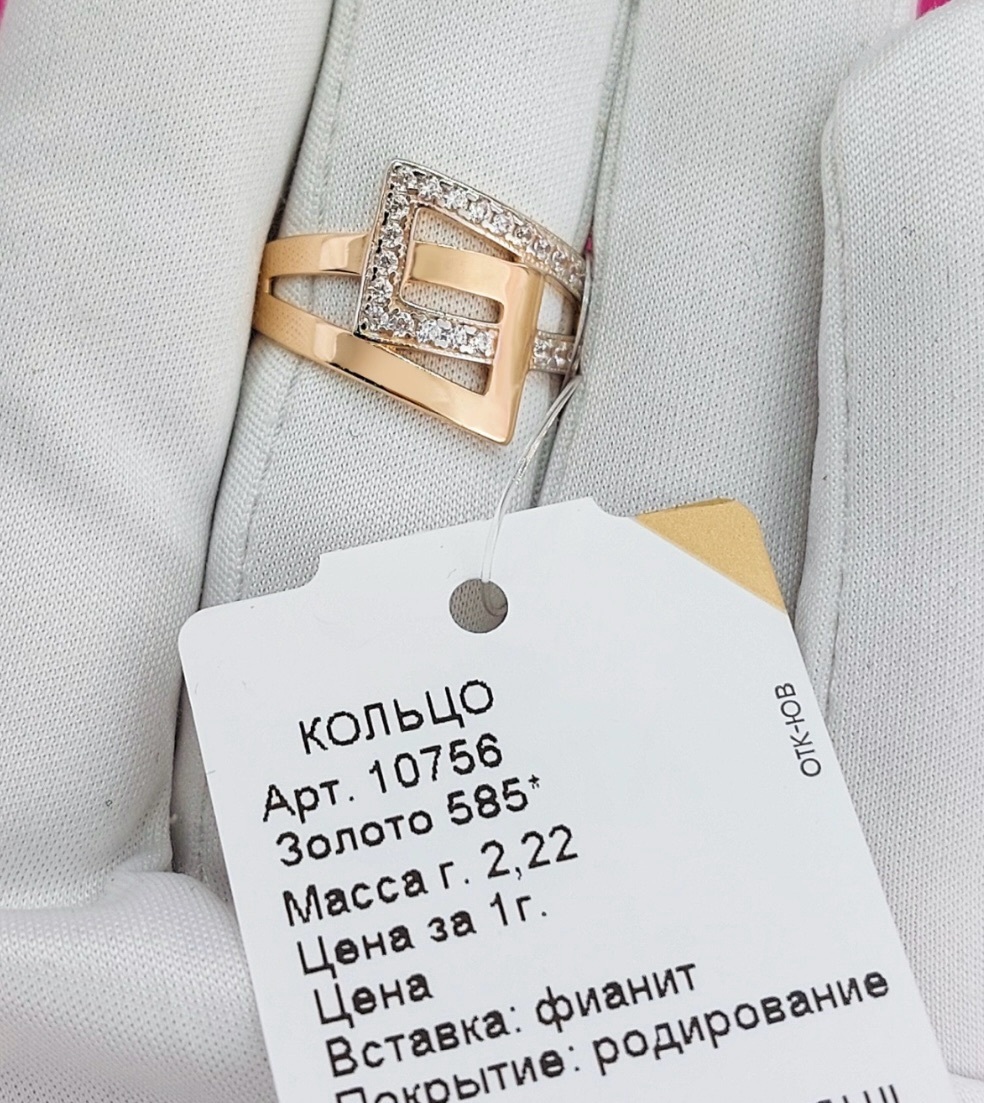 КОЛЬЦО
Арт. 10756
Золото 585*
Масса г. 2,22
Цена за 1г.
Цена
Вставка: фианит
Покрытие: родирование
ОТК-ЮВ